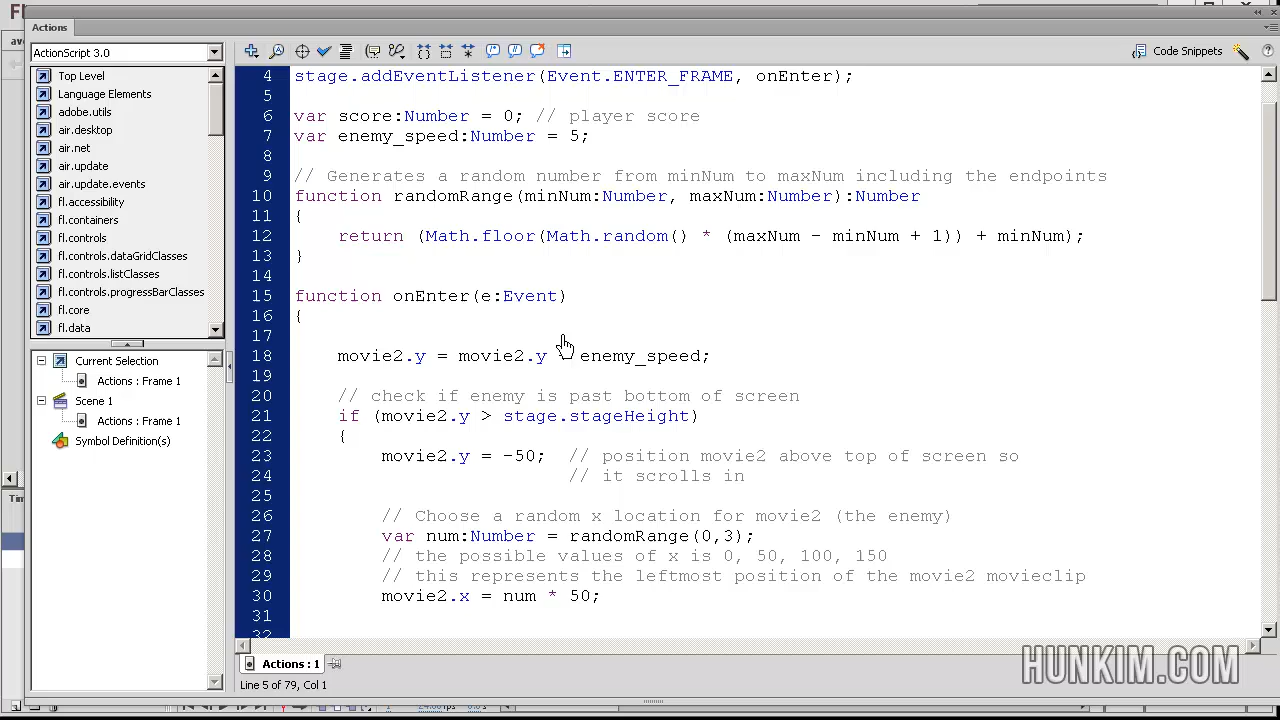 Actions
ActionScript 3.0
Code Snippets
Top Level
Language Elements
adobe.utils
air.desktop
air.net
air.update
air.update.events
fl.accessibility
fl.containers
fl.controls
fl.controls.dataGridClasses
fl.controls.listClasses
fl.controls.progressBarClasses
fl.core
fl.data
Current Selection
Actions : Frame 1
Scene 1
Actions : Frame 1
Symbol Definition(s)
4 stage.addEventListener(Event.ENTER_FRAME, onEnter);
5
6 var score:Number = 0; // player score
7 var enemy_speed:Number = 5;
8
9 // Generates a random number from minNum to maxNum including the endpoints
10 function randomRange(minNum:Number, maxNum:Number):Number
11 {
12 return (Math.floor(Math.random() * (maxNum - minNum + 1)) + minNum);
13 }
14
15 function onEnter(e:Event)
16 {
17
18 movie2.y = movie2.y enemy_speed;
19
20 // check if enemy is past bottom of screen
21 if (movie2.y > stage.stageHeight)
22 {
23 movie2.y = -50; // position movie2 above top of screen so
24 // it scrolls in
25
26 // Choose a random x location for movie2 (the enemy)
27 var num:Number = randomRange(0,3);
28 // the possible values of x is 0, 50, 100, 150
29 // this represents the leftmost position of the movie2 movieclip
30 movie2.x = num * 50;
31
32
Actions : 1
Line 5 of 79, Col 1
HUNKIM.COM